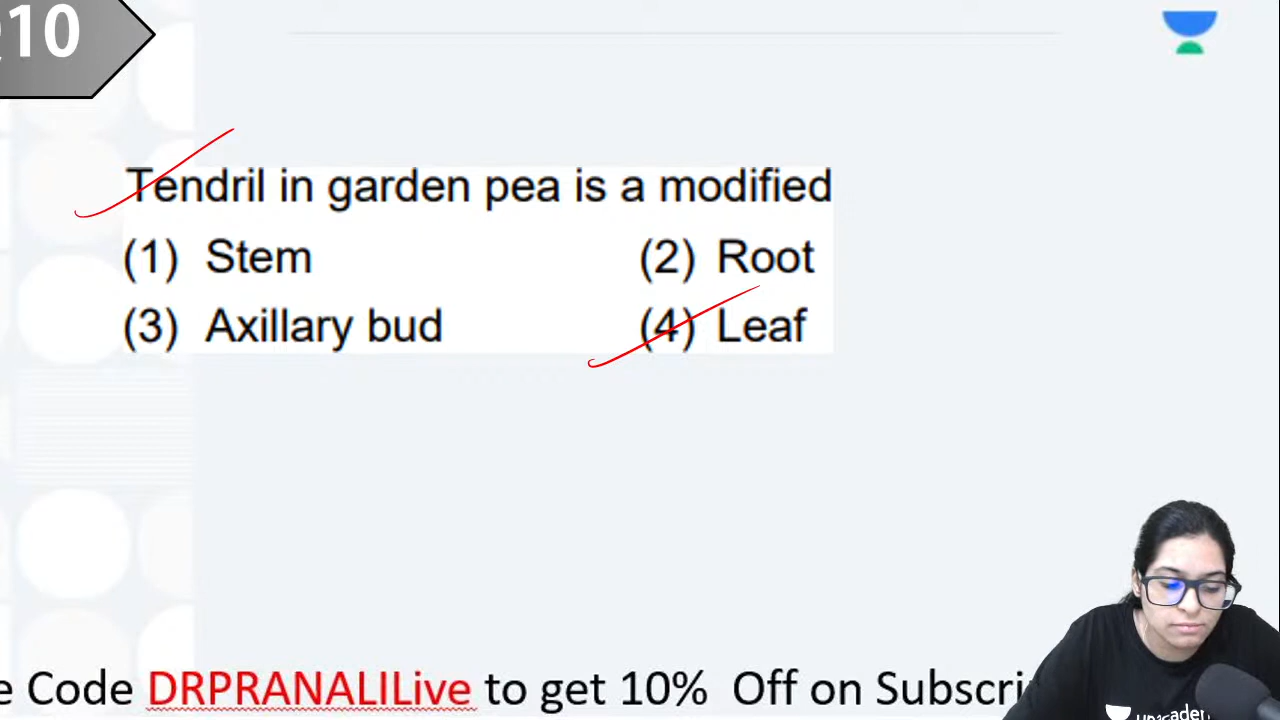 10
Tendril in garden pea is a modified
(1) Stem (2) Root
(3) Axillary bud (4) Leaf
e Code DRPRANALILive to get 10% Off on Subscri